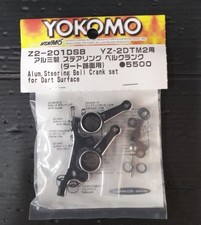 YOKOMO
Z2-201DSB YZ-2DTM2用
アルミ製 ステアリング ベルクランク
(ダート路面用) ●5500
Alum.Steering Bell Crank set
for Dart Surface